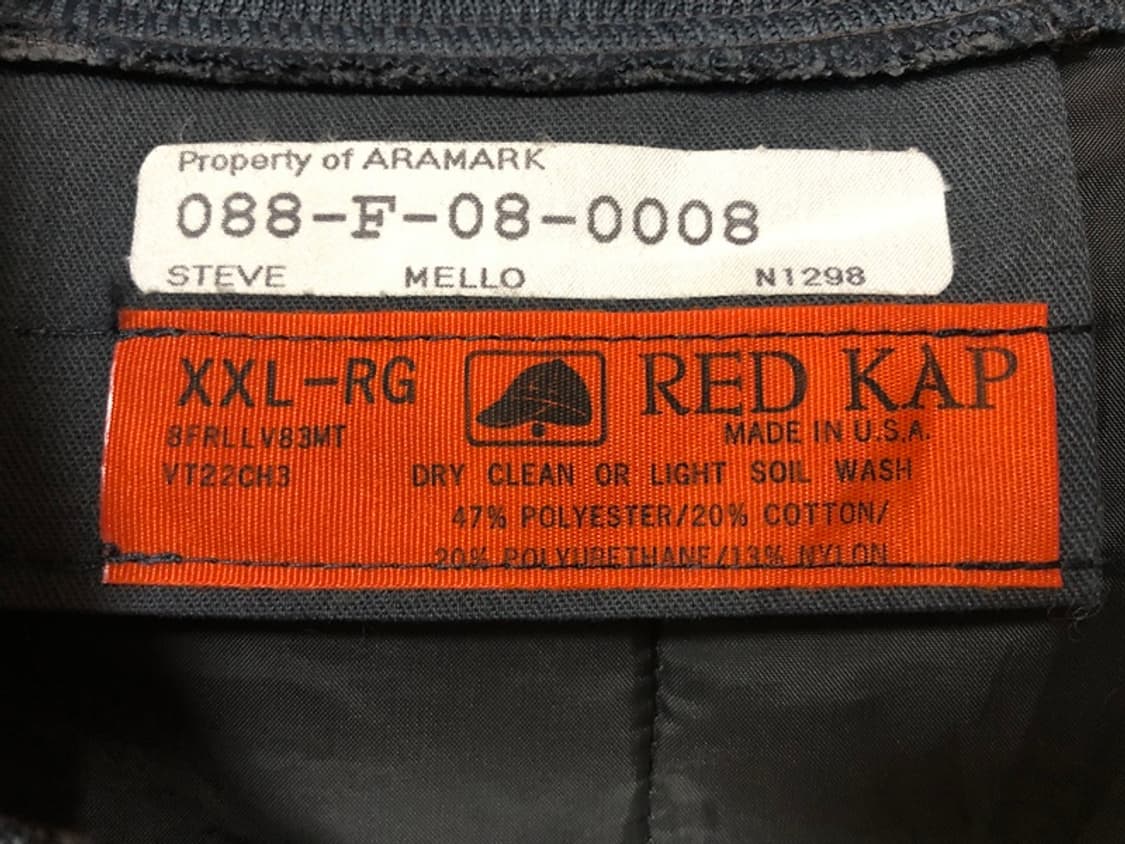 Property of ARAMARK
088-F-08-0008
STEVE MELLO N1298
XXL-RG RED KAP
8FRLLV83MT MADE IN U.S.A.
VT22CH3 DRY CLEAN OR LIGHT SOIL WASH
47% POLYESTER/20% COTTON/
20% POLYURETHANE/13% NYLON